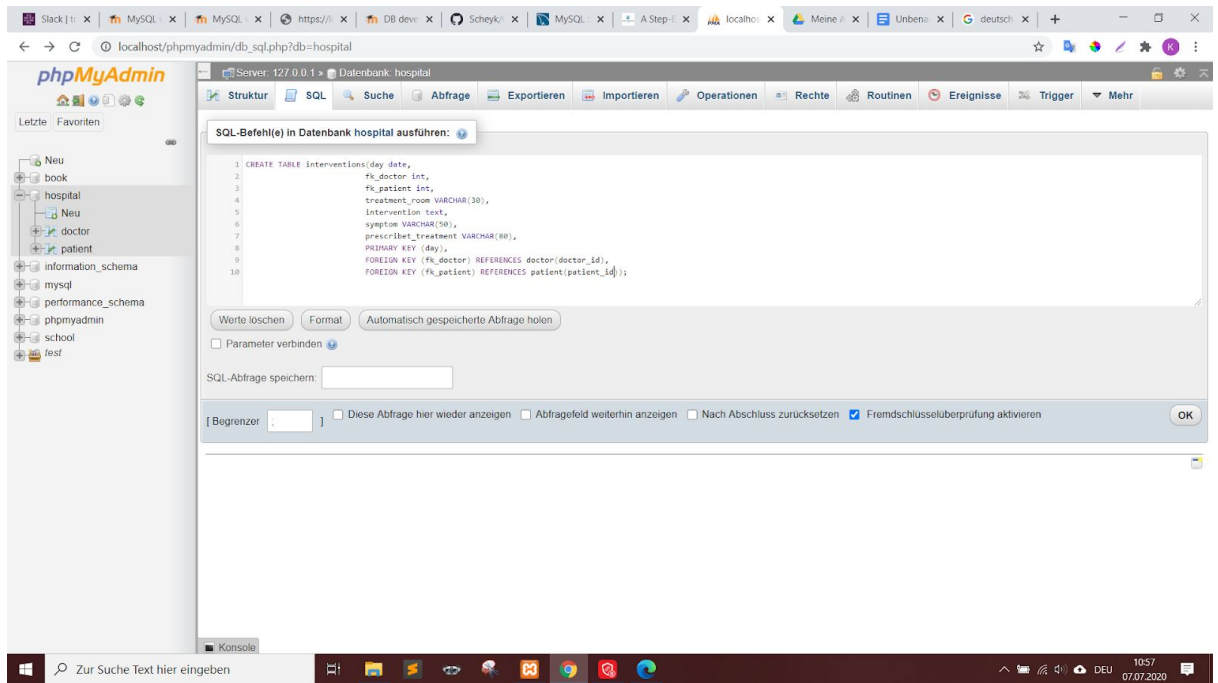 Slack | tr
MySQL
MySQL
https://
DB deve
Scheyk/
MySQL
A Step-
localhos
Meine
Unbena
deutsch
localhost/phpmyadmin/db_sql.php?db=hospital
K
phpMyAdmin
Letzte Favoriten
Neu
book
hospital
Neu
doctor
patient
information_schema
mysql
performance_schema
phpmyadmin
school
test
Server: 127.0.0.1 » Datenbank: hospital
Struktur SQL Suche Abfrage Exportieren Importieren Operationen Rechte Routinen Ereignisse Trigger Mehr
SQL-Befehl(e) in Datenbank hospital ausführen:
1 CREATE TABLE interventions(day date,
2 fk_doctor int,
3 fk_patient int,
4 treatment_room VARCHAR(30),
5 intervention text,
6 symptom VARCHAR(50),
7 prescribet_treatment VARCHAR(80),
8 PRIMARY KEY (day),
9 FOREIGN KEY (fk_doctor) REFERENCES doctor(doctor_id),
10 FOREIGN KEY (fk_patient) REFERENCES patient(patient_id));
Werte löschen Format Automatisch gespeicherte Abfrage holen
Parameter verbinden
SQL-Abfrage speichern:
[ Begrenzer ; ] Diese Abfrage hier wieder anzeigen Abfragefeld weiterhin anzeigen Nach Abschluss zurücksetzen Fremdschlüsselüberprüfung aktivieren OK
Konsole
Zur Suche Text hier eingeben
DEU
10:57
07.07.2020